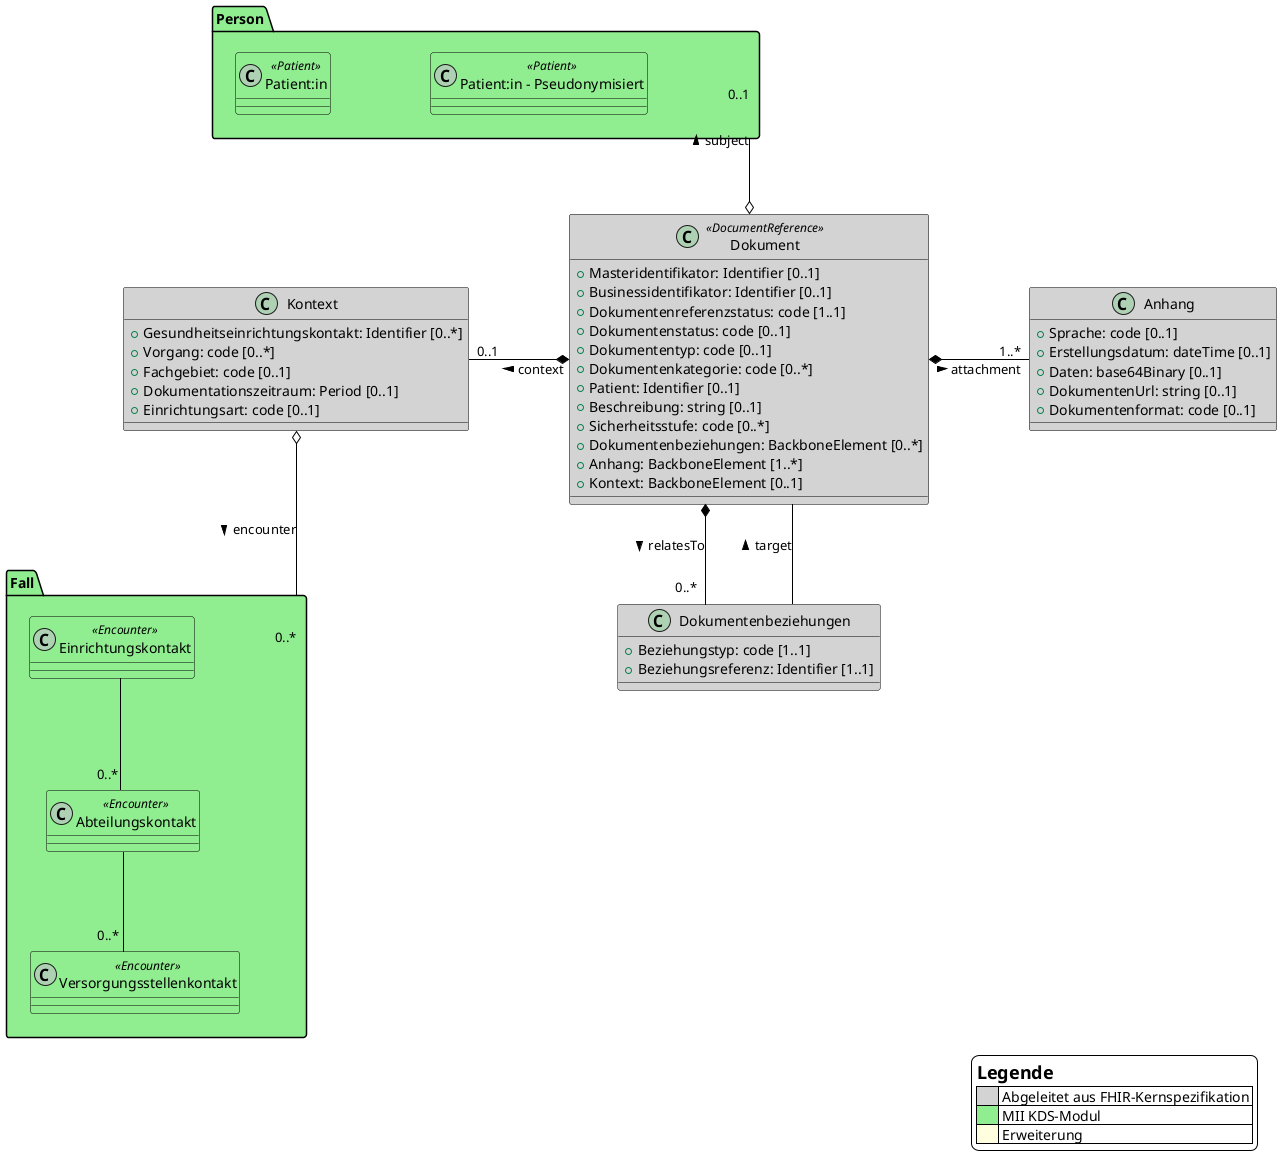 Person
«Patient»
Patient:in
«Patient»
Patient:in - Pseudonymisiert
0..1
subject
«DocumentReference»
Dokument
Masteridentifikator: Identifier [0..1]
Businessidentifikator: Identifier [0..1]
Dokumentenreferenzstatus: code [1..1]
Dokumentenstatus: code [0..1]
Dokumententyp: code [0..1]
Dokumentenkategorie: code [0..*]
Patient: Identifier [0..1]
Beschreibung: string [0..1]
Sicherheitsstufe: code [0..*]
Dokumentenbeziehungen: BackboneElement [0..*]
Anhang: BackboneElement [1..*]
Kontext: BackboneElement [0..1]
Kontext
Gesundheitseinrichtungskontakt: Identifier [0..*]
Vorgang: code [0..*]
Fachgebiet: code [0..1]
Dokumentationszeitraum: Period [0..1]
Einrichtungsart: code [0..1]
0..1
context
1..*
attachment
Anhang
Sprache: code [0..1]
Erstellungsdatum: dateTime [0..1]
Daten: base64Binary [0..1]
DokumentenUrl: string [0..1]
Dokumentenformat: code [0..1]
encounter
relatesTo
target
0..*
Dokumentenbeziehungen
Beziehungstyp: code [1..1]
Beziehungsreferenz: Identifier [1..1]
Fall
«Encounter»
Einrichtungskontakt
0..*
0..*
«Encounter»
Abteilungskontakt
0..*
«Encounter»
Versorgungsstellenkontakt
Legende
Abgeleitet aus FHIR-Kernspezifikation
MII KDS-Modul
Erweiterung